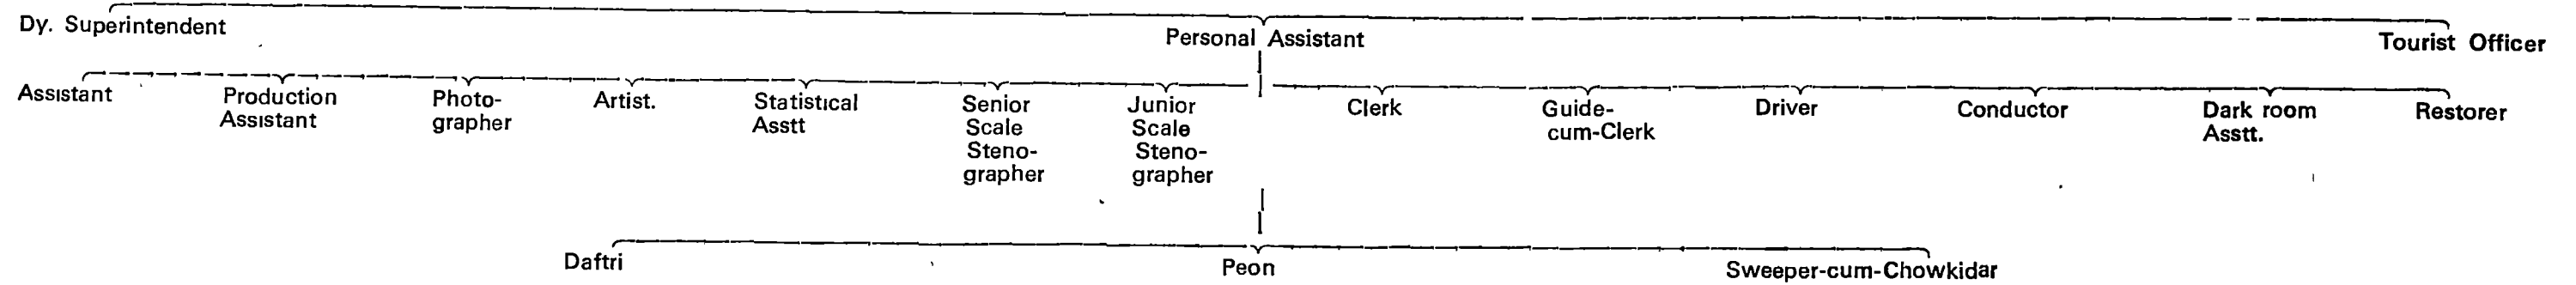 Dy. Superintendent
Personal Assistant
Tourist Officer
Assistant
Production
Assistant
Photo-
grapher
Artist.
Statistical
Asstt
Senior
Scale
Steno-
grapher
Junior
Scale
Steno-
grapher
Clerk
Guide-
cum-Clerk
Driver
Conductor
Dark room
Asstt.
Restorer
Daftri
Peon
Sweeper-cum-Chowkidar